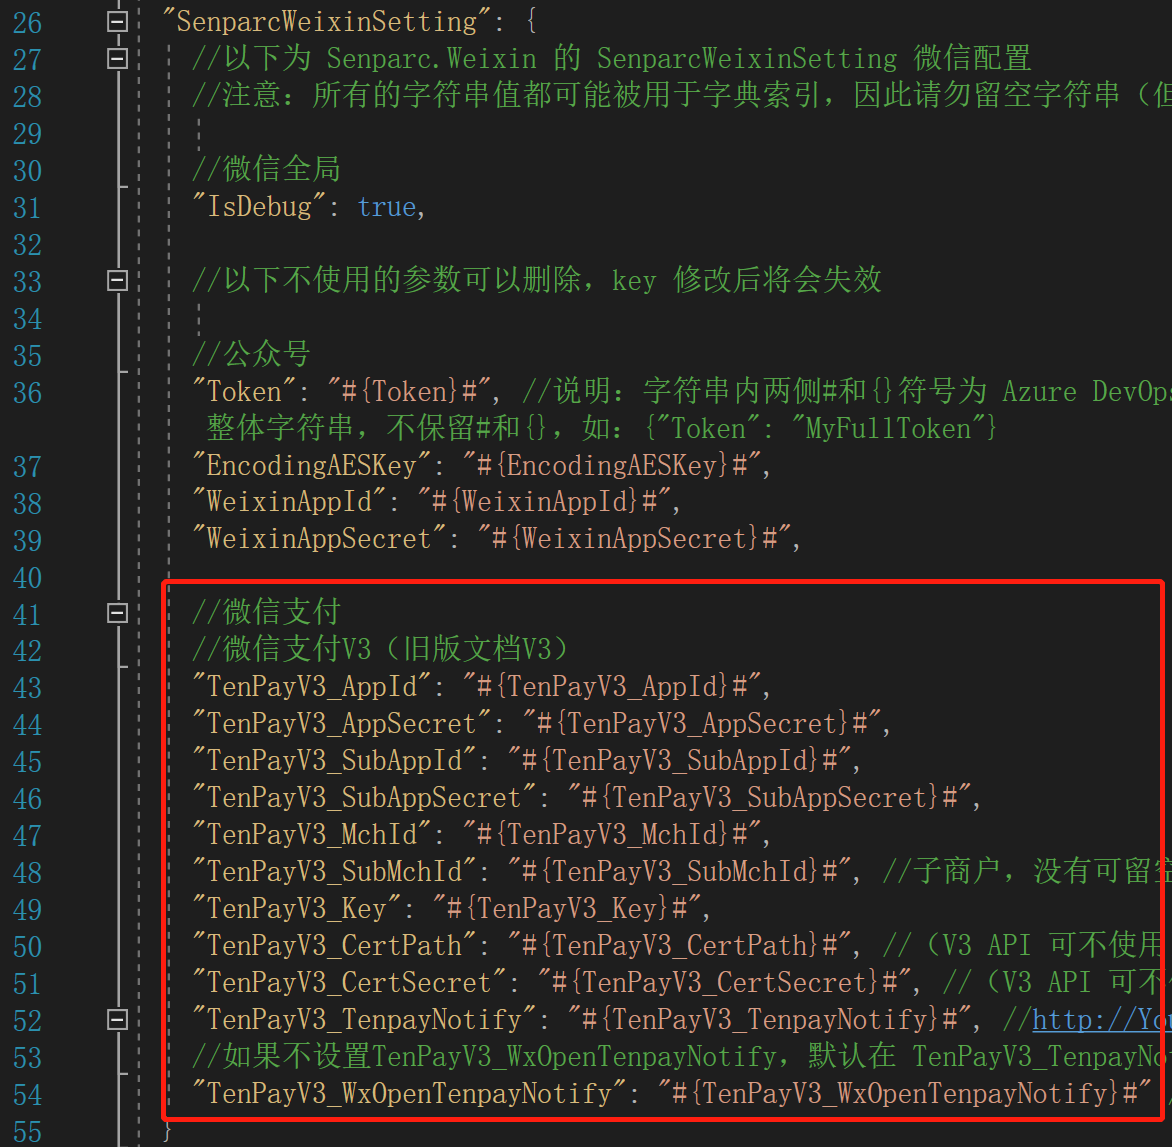 26 "SenparcWeixinSetting": {
27 //以下为 Senparc.Weixin 的 SenparcWeixinSetting 微信配置
28 //注意：所有的字符串值都可能被用于字典索引，因此请勿留空字符串（但
29
30 //微信全局
31 "IsDebug": true,
32
33 //以下不使用的参数可以删除，key 修改后将会失效
34
35 //公众号
36 "Token": "#{Token}#", //说明：字符串内两侧#和{}符号为 Azure DevOps
整体字符串，不保留#和{}，如：{"Token": "MyFullToken"}
37 "EncodingAESKey": "#{EncodingAESKey}#",
38 "WeixinAppId": "#{WeixinAppId}#",
39 "WeixinAppSecret": "#{WeixinAppSecret}#",
40
41 //微信支付
42 //微信支付V3（旧版文档V3）
43 "TenPayV3_AppId": "#{TenPayV3_AppId}#",
44 "TenPayV3_AppSecret": "#{TenPayV3_AppSecret}#",
45 "TenPayV3_SubAppId": "#{TenPayV3_SubAppId}#",
46 "TenPayV3_SubAppSecret": "#{TenPayV3_SubAppSecret}#",
47 "TenPayV3_MchId": "#{TenPayV3_MchId}#",
48 "TenPayV3_SubMchId": "#{TenPayV3_SubMchId}#", //子商户，没有可留空
49 "TenPayV3_Key": "#{TenPayV3_Key}#",
50 "TenPayV3_CertPath": "#{TenPayV3_CertPath}#", //（V3 API 可不使用
51 "TenPayV3_CertSecret": "#{TenPayV3_CertSecret}#", //（V3 API 可不
52 "TenPayV3_TenpayNotify": "#{TenPayV3_TenpayNotify}#", //http://Yo
53 //如果不设置TenPayV3_WxOpenTenpayNotify，默认在 TenPayV3_TenpayNo
54 "TenPayV3_WxOpenTenpayNotify": "#{TenPayV3_WxOpenTenpayNotify}#" /
55 }